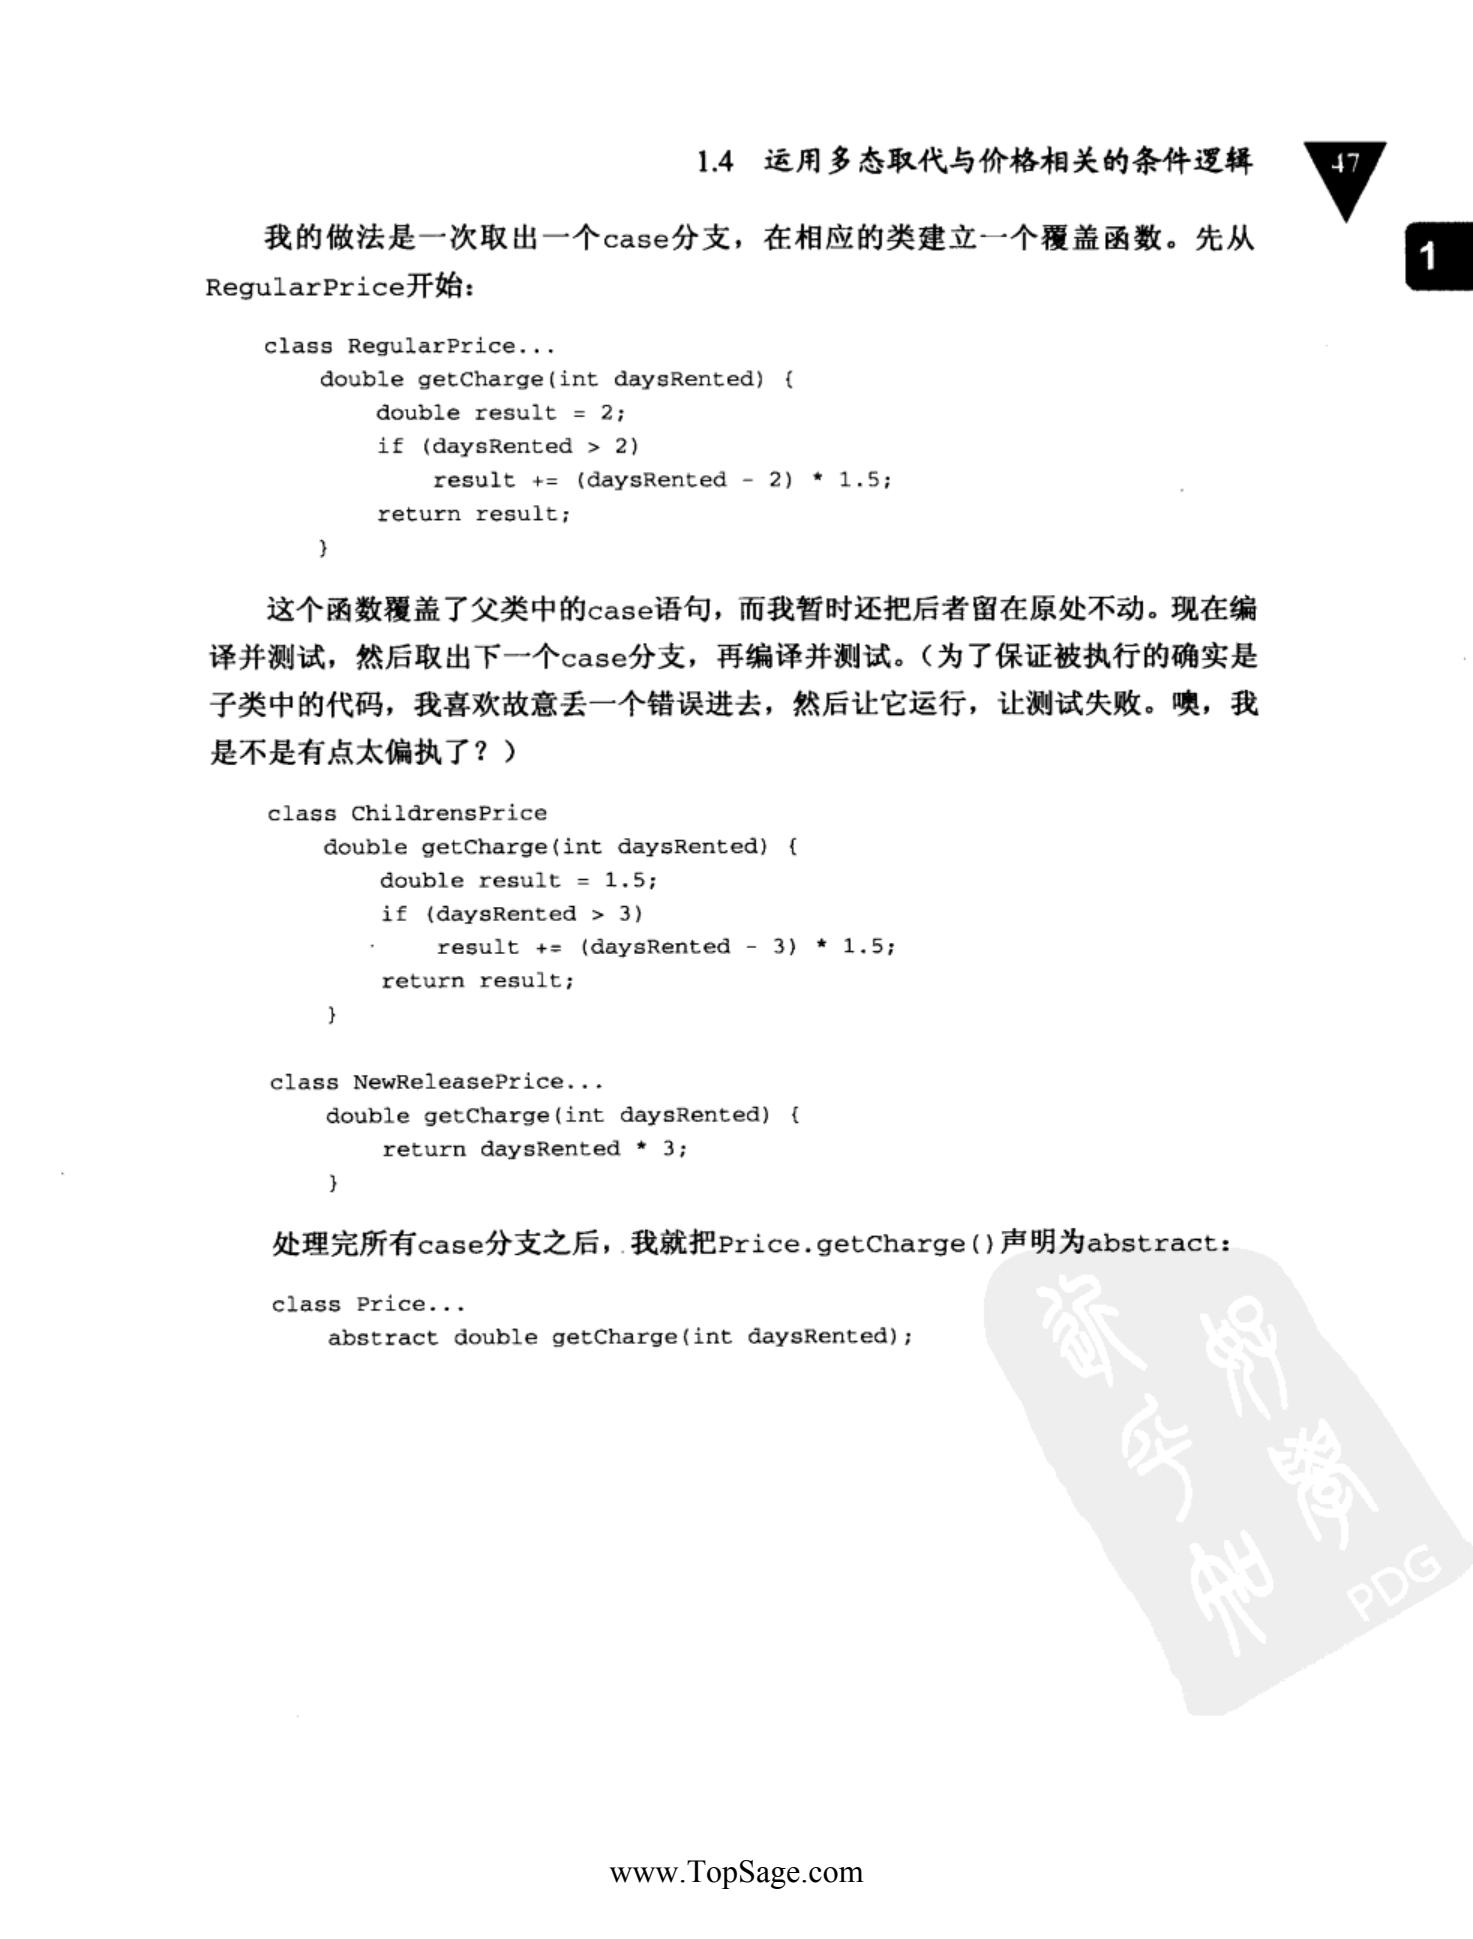 1.4 运用多态取代与价格相关的条件逻辑
47
1
我的做法是一次取出一个case分支，在相应的类建立一个覆盖函数。先从
RegularPrice开始：
class RegularPrice...
double getCharge(int daysRented) {
double result = 2;
if (daysRented > 2)
result += (daysRented - 2) * 1.5;
return result;
}
这个函数覆盖了父类中的case语句，而我暂时还把后者留在原处不动。现在编
译并测试，然后取出下一个case分支，再编译并测试。（为了保证被执行的确实是
子类中的代码，我喜欢故意丢一个错误进去，然后让它运行，让测试失败。噢，我
是不是有点太偏执了？）
class ChildrensPrice
double getCharge(int daysRented) {
double result = 1.5;
if (daysRented > 3)
result += (daysRented - 3) * 1.5;
return result;
}
class NewReleasePrice...
double getCharge(int daysRented) {
return daysRented * 3;
}
处理完所有case分支之后，我就把Price.getCharge()声明为abstract：
class Price...
abstract double getCharge(int daysRented);
PDG
www.TopSage.com